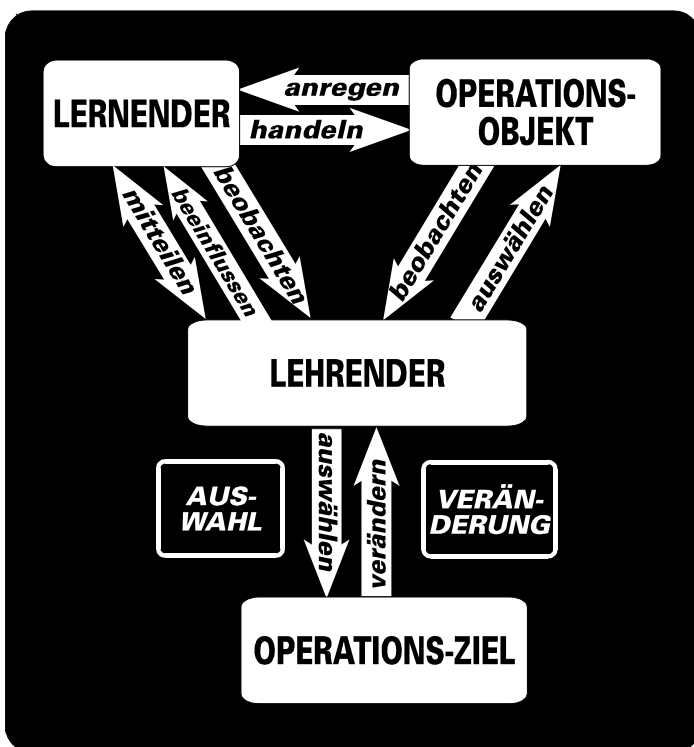 LERNENDER
anregen
handeln
OPERATIONS-
OBJEKT
mitteilen
beeinflussen
beobachten
beobachten
auswählen
LEHRENDER
AUS-
WAHL
auswählen
verändern
VERÄN-
DERUNG
OPERATIONS-ZIEL